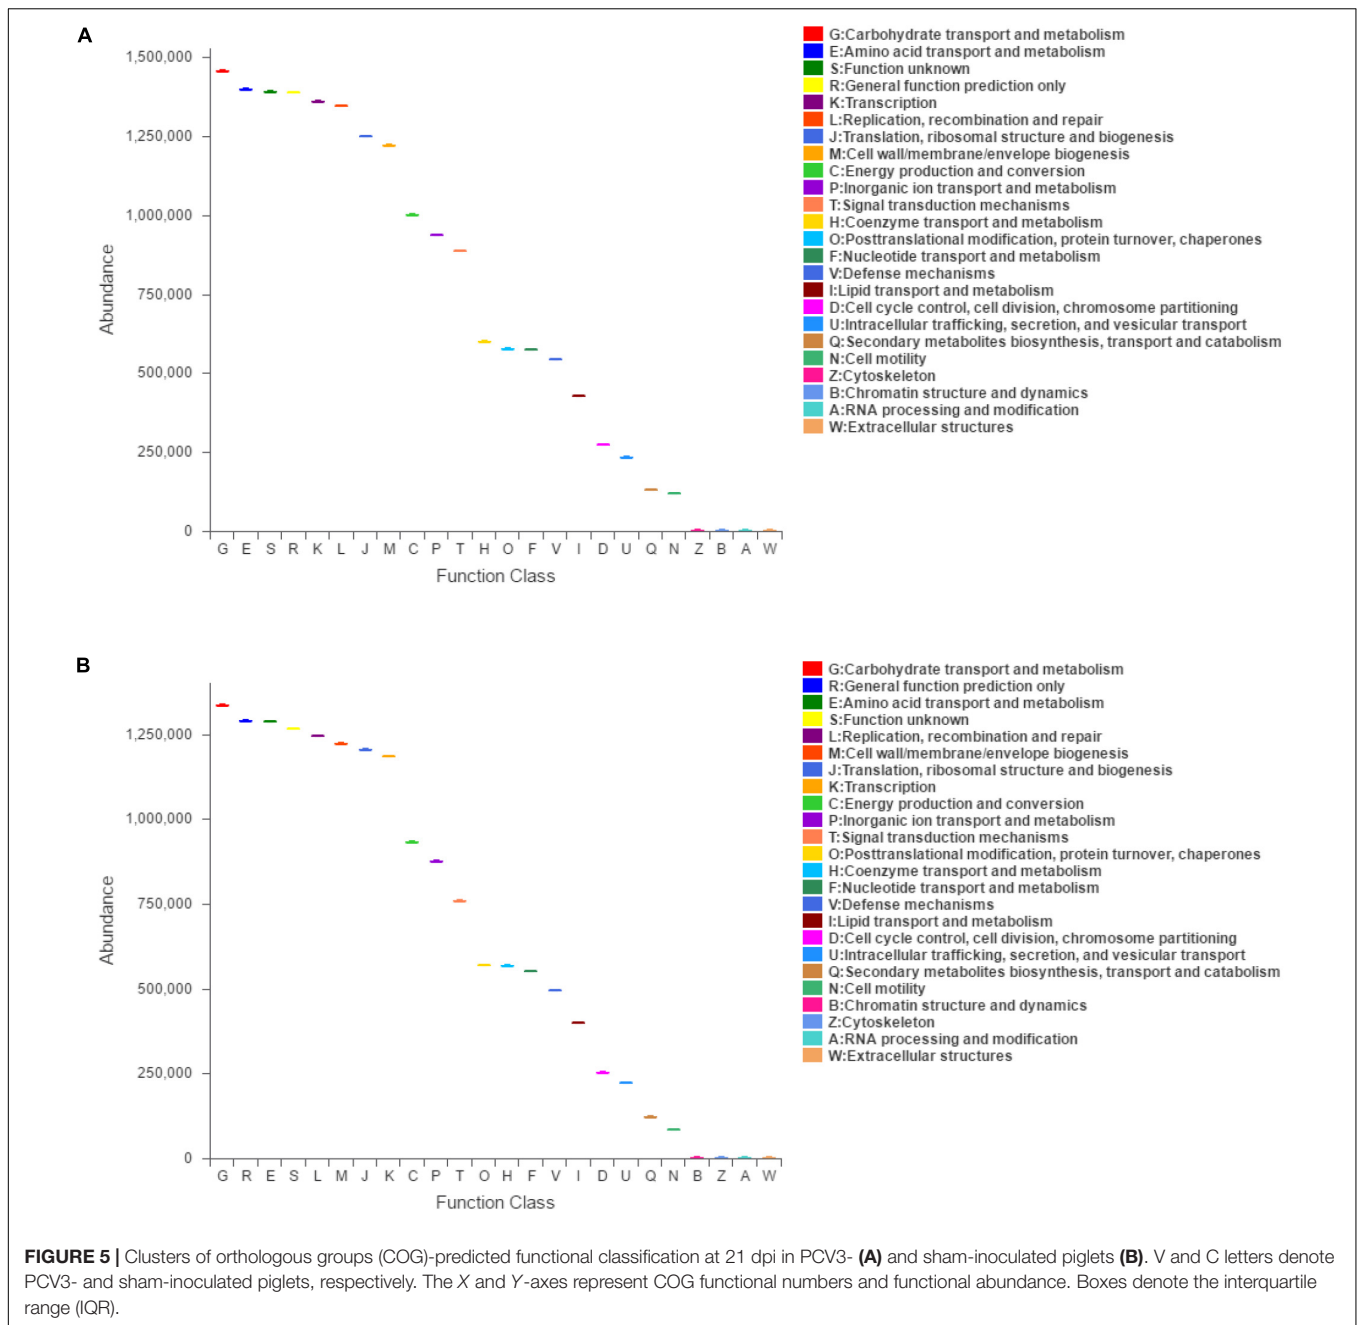 A
1,500,000
1,250,000
1,000,000
750,000
500,000
250,000
0
Abundance
G E S R K L J M C P T H O F V I D U Q N Z B A W
Function Class
G:Carbohydrate transport and metabolism
E:Amino acid transport and metabolism
S:Function unknown
R:General function prediction only
K:Transcription
L:Replication, recombination and repair
J:Translation, ribosomal structure and biogenesis
M:Cell wall/membrane/envelope biogenesis
C:Energy production and conversion
P:Inorganic ion transport and metabolism
T:Signal transduction mechanisms
H:Coenzyme transport and metabolism
O:Posttranslational modification, protein turnover, chaperones
F:Nucleotide transport and metabolism
V:Defense mechanisms
I:Lipid transport and metabolism
D:Cell cycle control, cell division, chromosome partitioning
U:Intracellular trafficking, secretion, and vesicular transport
Q:Secondary metabolites biosynthesis, transport and catabolism
N:Cell motility
Z:Cytoskeleton
B:Chromatin structure and dynamics
A:RNA processing and modification
W:Extracellular structures
B
1,250,000
1,000,000
750,000
500,000
250,000
0
Abundance
G R E S L M J K C P T O H F V I D U Q N B Z A W
Function Class
G:Carbohydrate transport and metabolism
R:General function prediction only
E:Amino acid transport and metabolism
S:Function unknown
L:Replication, recombination and repair
M:Cell wall/membrane/envelope biogenesis
J:Translation, ribosomal structure and biogenesis
K:Transcription
C:Energy production and conversion
P:Inorganic ion transport and metabolism
T:Signal transduction mechanisms
O:Posttranslational modification, protein turnover, chaperones
H:Coenzyme transport and metabolism
F:Nucleotide transport and metabolism
V:Defense mechanisms
I:Lipid transport and metabolism
D:Cell cycle control, cell division, chromosome partitioning
U:Intracellular trafficking, secretion, and vesicular transport
Q:Secondary metabolites biosynthesis, transport and catabolism
N:Cell motility
B:Chromatin structure and dynamics
Z:Cytoskeleton
A:RNA processing and modification
W:Extracellular structures
FIGURE 5 | Clusters of orthologous groups (COG)-predicted functional classification at 21 dpi in PCV3- (A) and sham-inoculated piglets (B). V and C letters denote
PCV3- and sham-inoculated piglets, respectively. The X and Y-axes represent COG functional numbers and functional abundance. Boxes denote the interquartile
range (IQR).